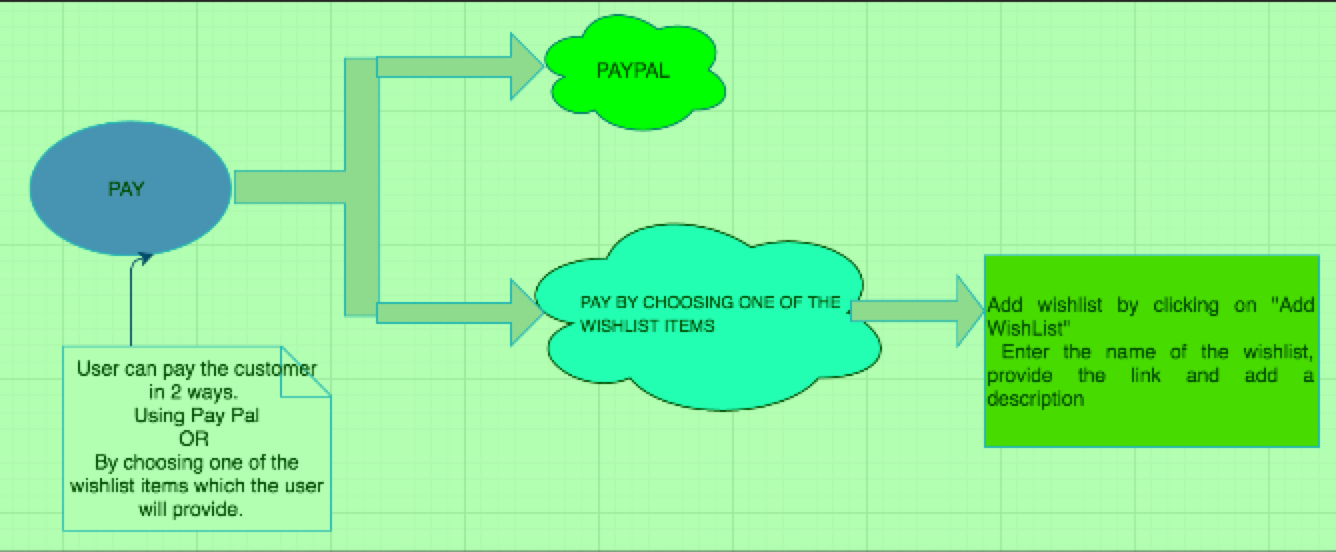 PAYPAL
PAY
PAY BY CHOOSING ONE OF THE
WISHLIST ITEMS
Add wishlist by clicking on "Add
WishList"
Enter the name of the wishlist,
provide the link and add a
description
User can pay the customer
in 2 ways.
Using Pay Pal
OR
By choosing one of the
wishlist items which the user
will provide.